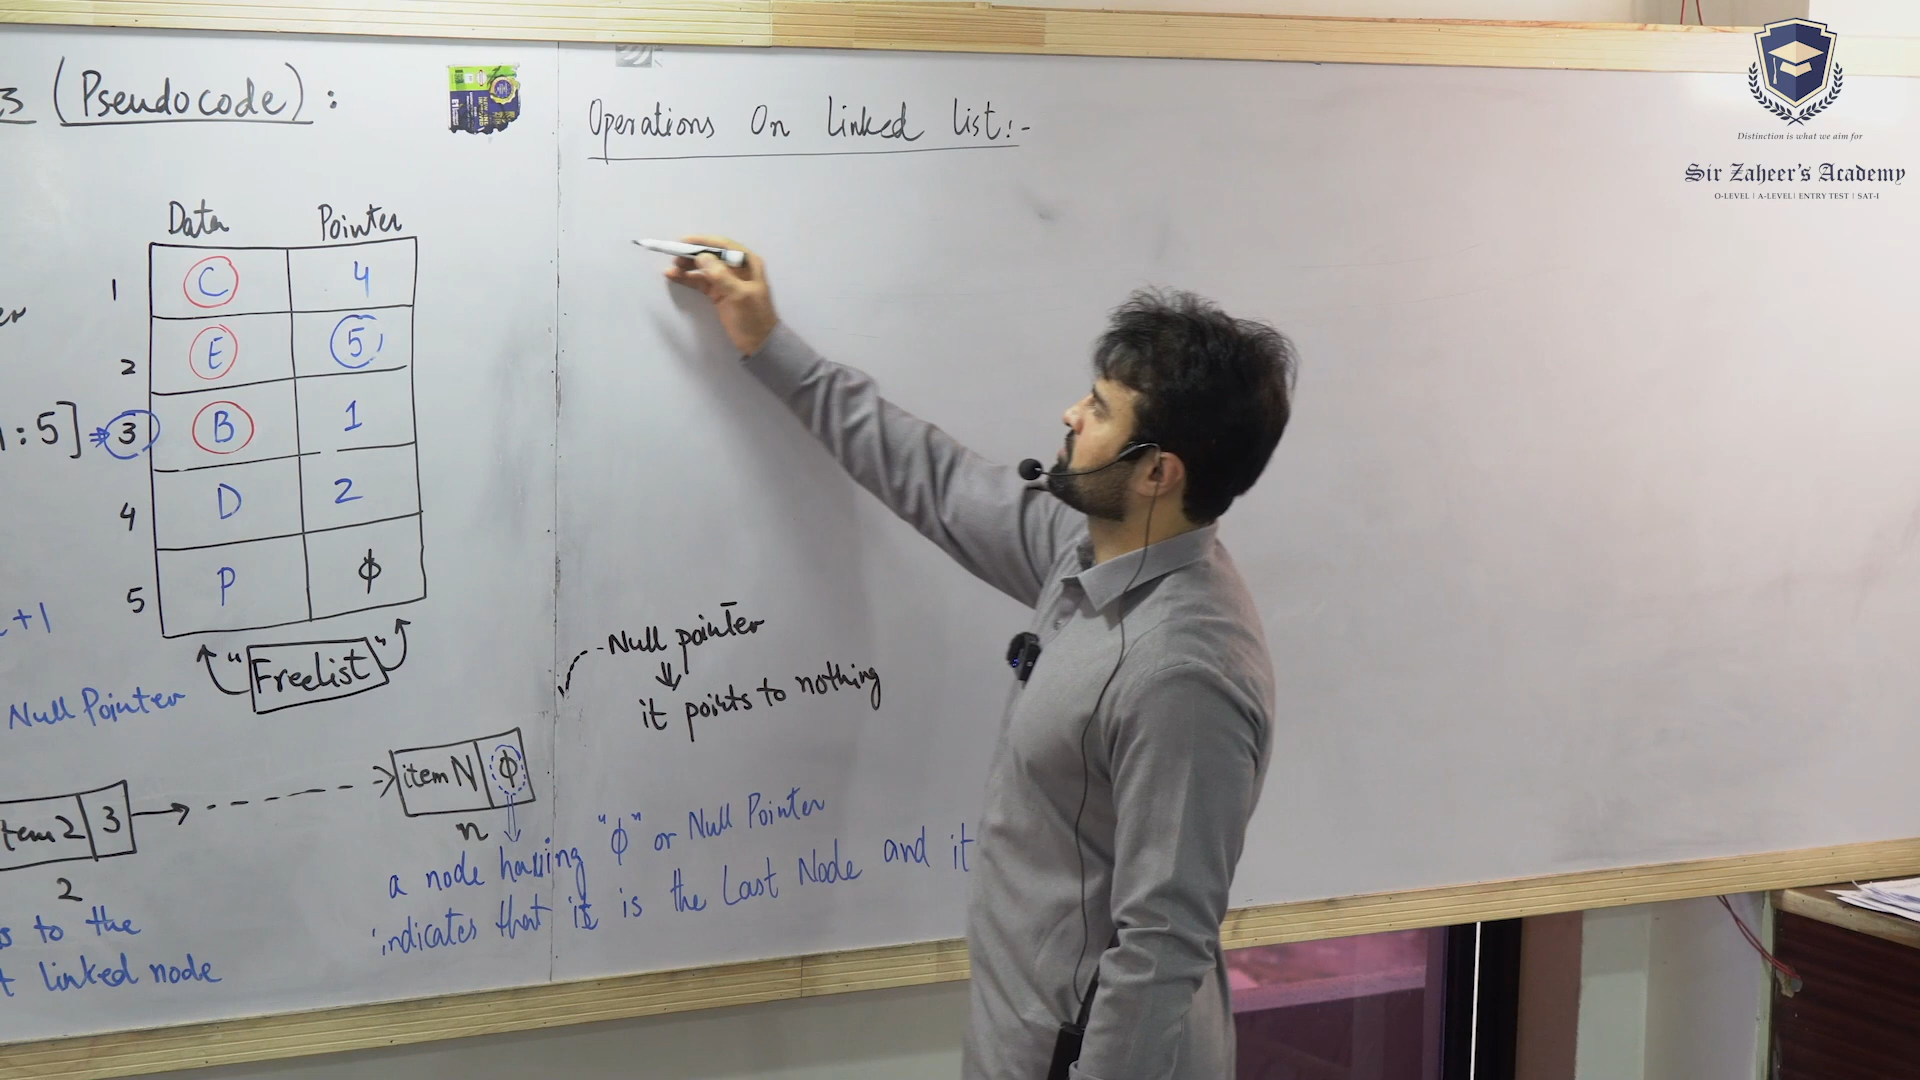 (Pseudocode) :
Data Pointer
1 C 4
2 E 5
:5] ⇒ 3 B 1
4 D 2
5 P ϕ
+1
"Freelist"
Null Pointer
item2 3
2
item N ϕ
n
s to the
t linked node
Operations On Linked list:-
Null pointer
⇓
it points to nothing
a node having "ϕ" or Null Pointer
indicates that it is the Last Node and it
Distinction is what we aim for
Sir Zaheer's Academy
O-LEVEL | A-LEVEL | ENTRY TEST | SAT-I